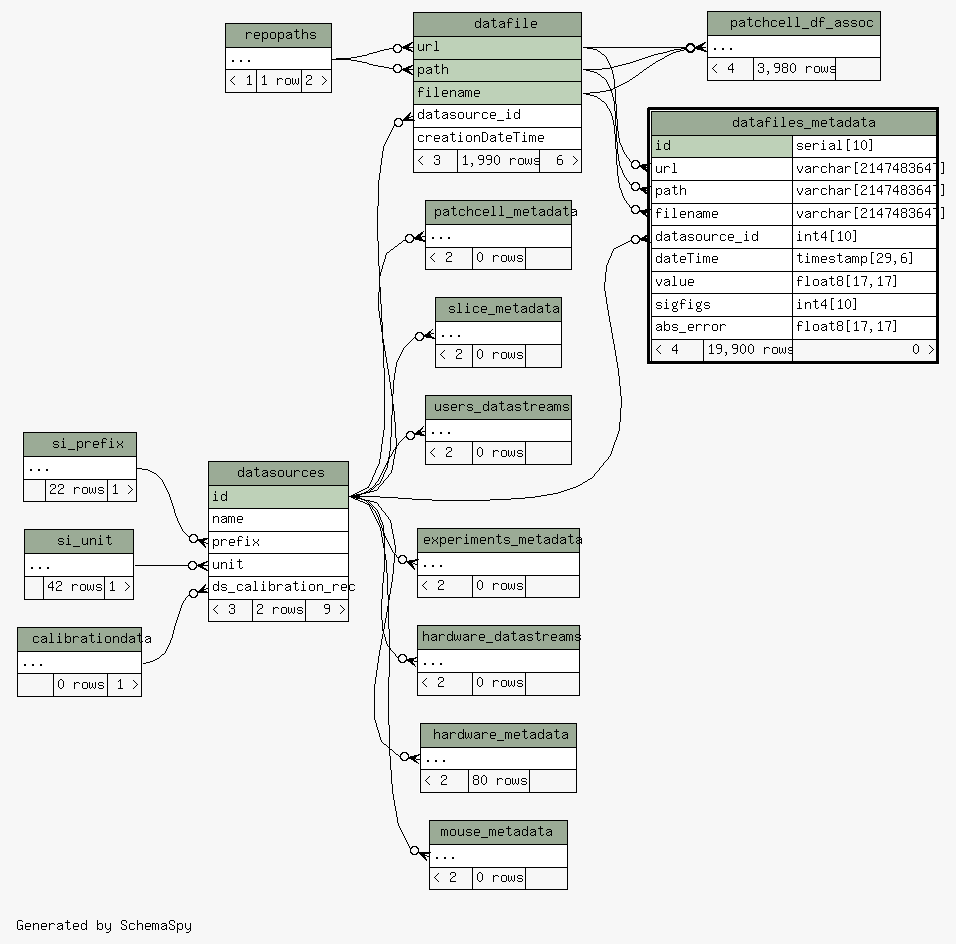 repopaths
...
< 1 1 row 2 >
datafile
url
path
filename
datasource_id
creationDateTime
< 3 1,990 rows 6 >
patchcell_df_assoc
...
< 4 3,980 rows
datafiles_metadata
id serial[10]
url varchar[2147483647]
path varchar[2147483647]
filename varchar[2147483647]
datasource_id int4[10]
dateTime timestamp[29,6]
value float8[17,17]
sigfigs int4[10]
abs_error float8[17,17]
< 4 19,900 rows 0 >
patchcell_metadata
...
< 2 0 rows
slice_metadata
...
< 2 0 rows
users_datastreams
...
< 2 0 rows
si_prefix
...
22 rows 1 >
si_unit
...
42 rows 1 >
calibrationdata
...
0 rows 1 >
datasources
id
name
prefix
unit
ds_calibration_rec
< 3 2 rows 9 >
experiments_metadata
...
< 2 0 rows
hardware_datastreams
...
< 2 0 rows
hardware_metadata
...
< 2 80 rows
mouse_metadata
...
< 2 0 rows
Generated by SchemaSpy